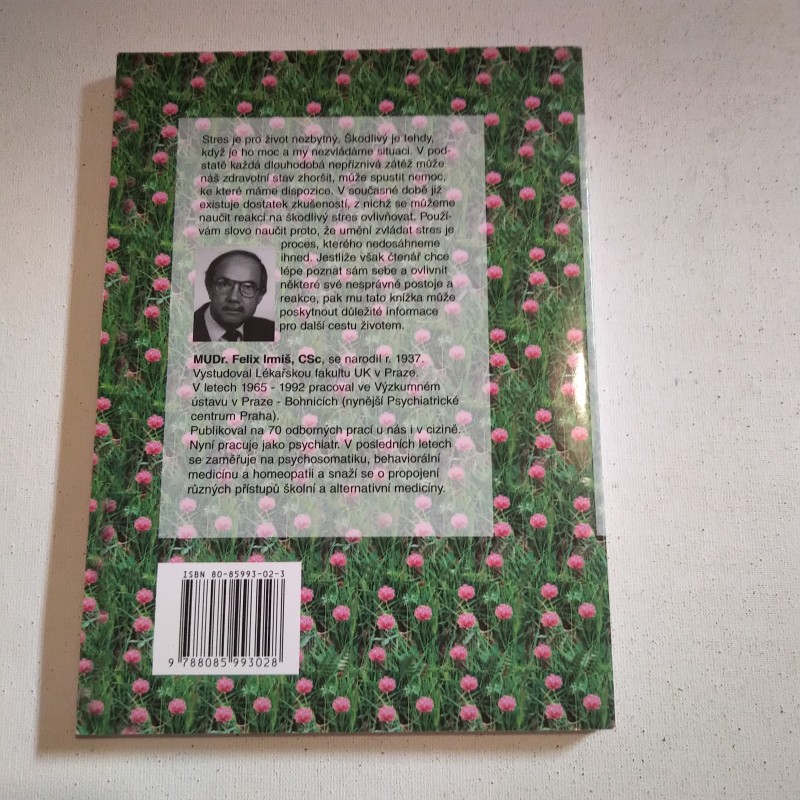 Stres je pro život nezbytný. Škodlivý je tehdy,
když je ho moc a my nezvládáme situaci. V pod-
statě každá dlouhodobá nepříznivá zátěž může
náš zdravotní stav zhoršit, může spustit nemoc,
ke které máme dispozice. V současné době již
existuje dostatek zkušeností, z nichž se můžeme
naučit reakci na škodlivý stres ovlivňovat. Použí-
vám slovo naučit proto, že umění zvládat stres je
proces, kterého nedosáhneme
ihned. Jestliže však čtenář chce
lépe poznat sám sebe a ovlivnit
některé své nesprávné postoje a
reakce, pak mu tato knížka může
poskytnout důležité informace
pro další cestu životem.
MUDr. Felix Irmiš, CSc, se narodil r. 1937.
Vystudoval Lékařskou fakultu UK v Praze.
V letech 1965 - 1992 pracoval ve Výzkumném
ústavu v Praze - Bohnicích (nynější Psychiatrické
centrum Praha).
Publikoval na 70 odborných prací u nás i v cizině.
Nyní pracuje jako psychiatr. V posledních letech
se zaměřuje na psychosomatiku, behaviorální
medicínu a homeopatii a snaží se o propojení
různých přístupů školní a alternativní medicíny.
ISBN 80-85993-02-3
9 788085 993028